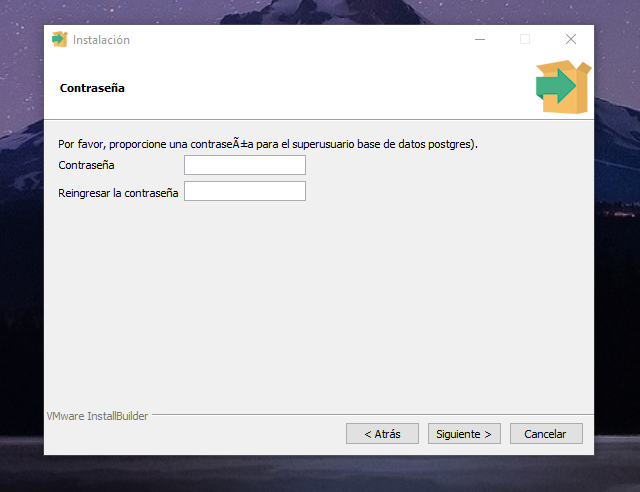 Instalación
Contraseña
Por favor, proporcione una contraseÃ±a para el superusuario base de datos postgres).
Contraseña
Reingresar la contraseña
VMware InstallBuilder
< Atrás
Siguiente >
Cancelar